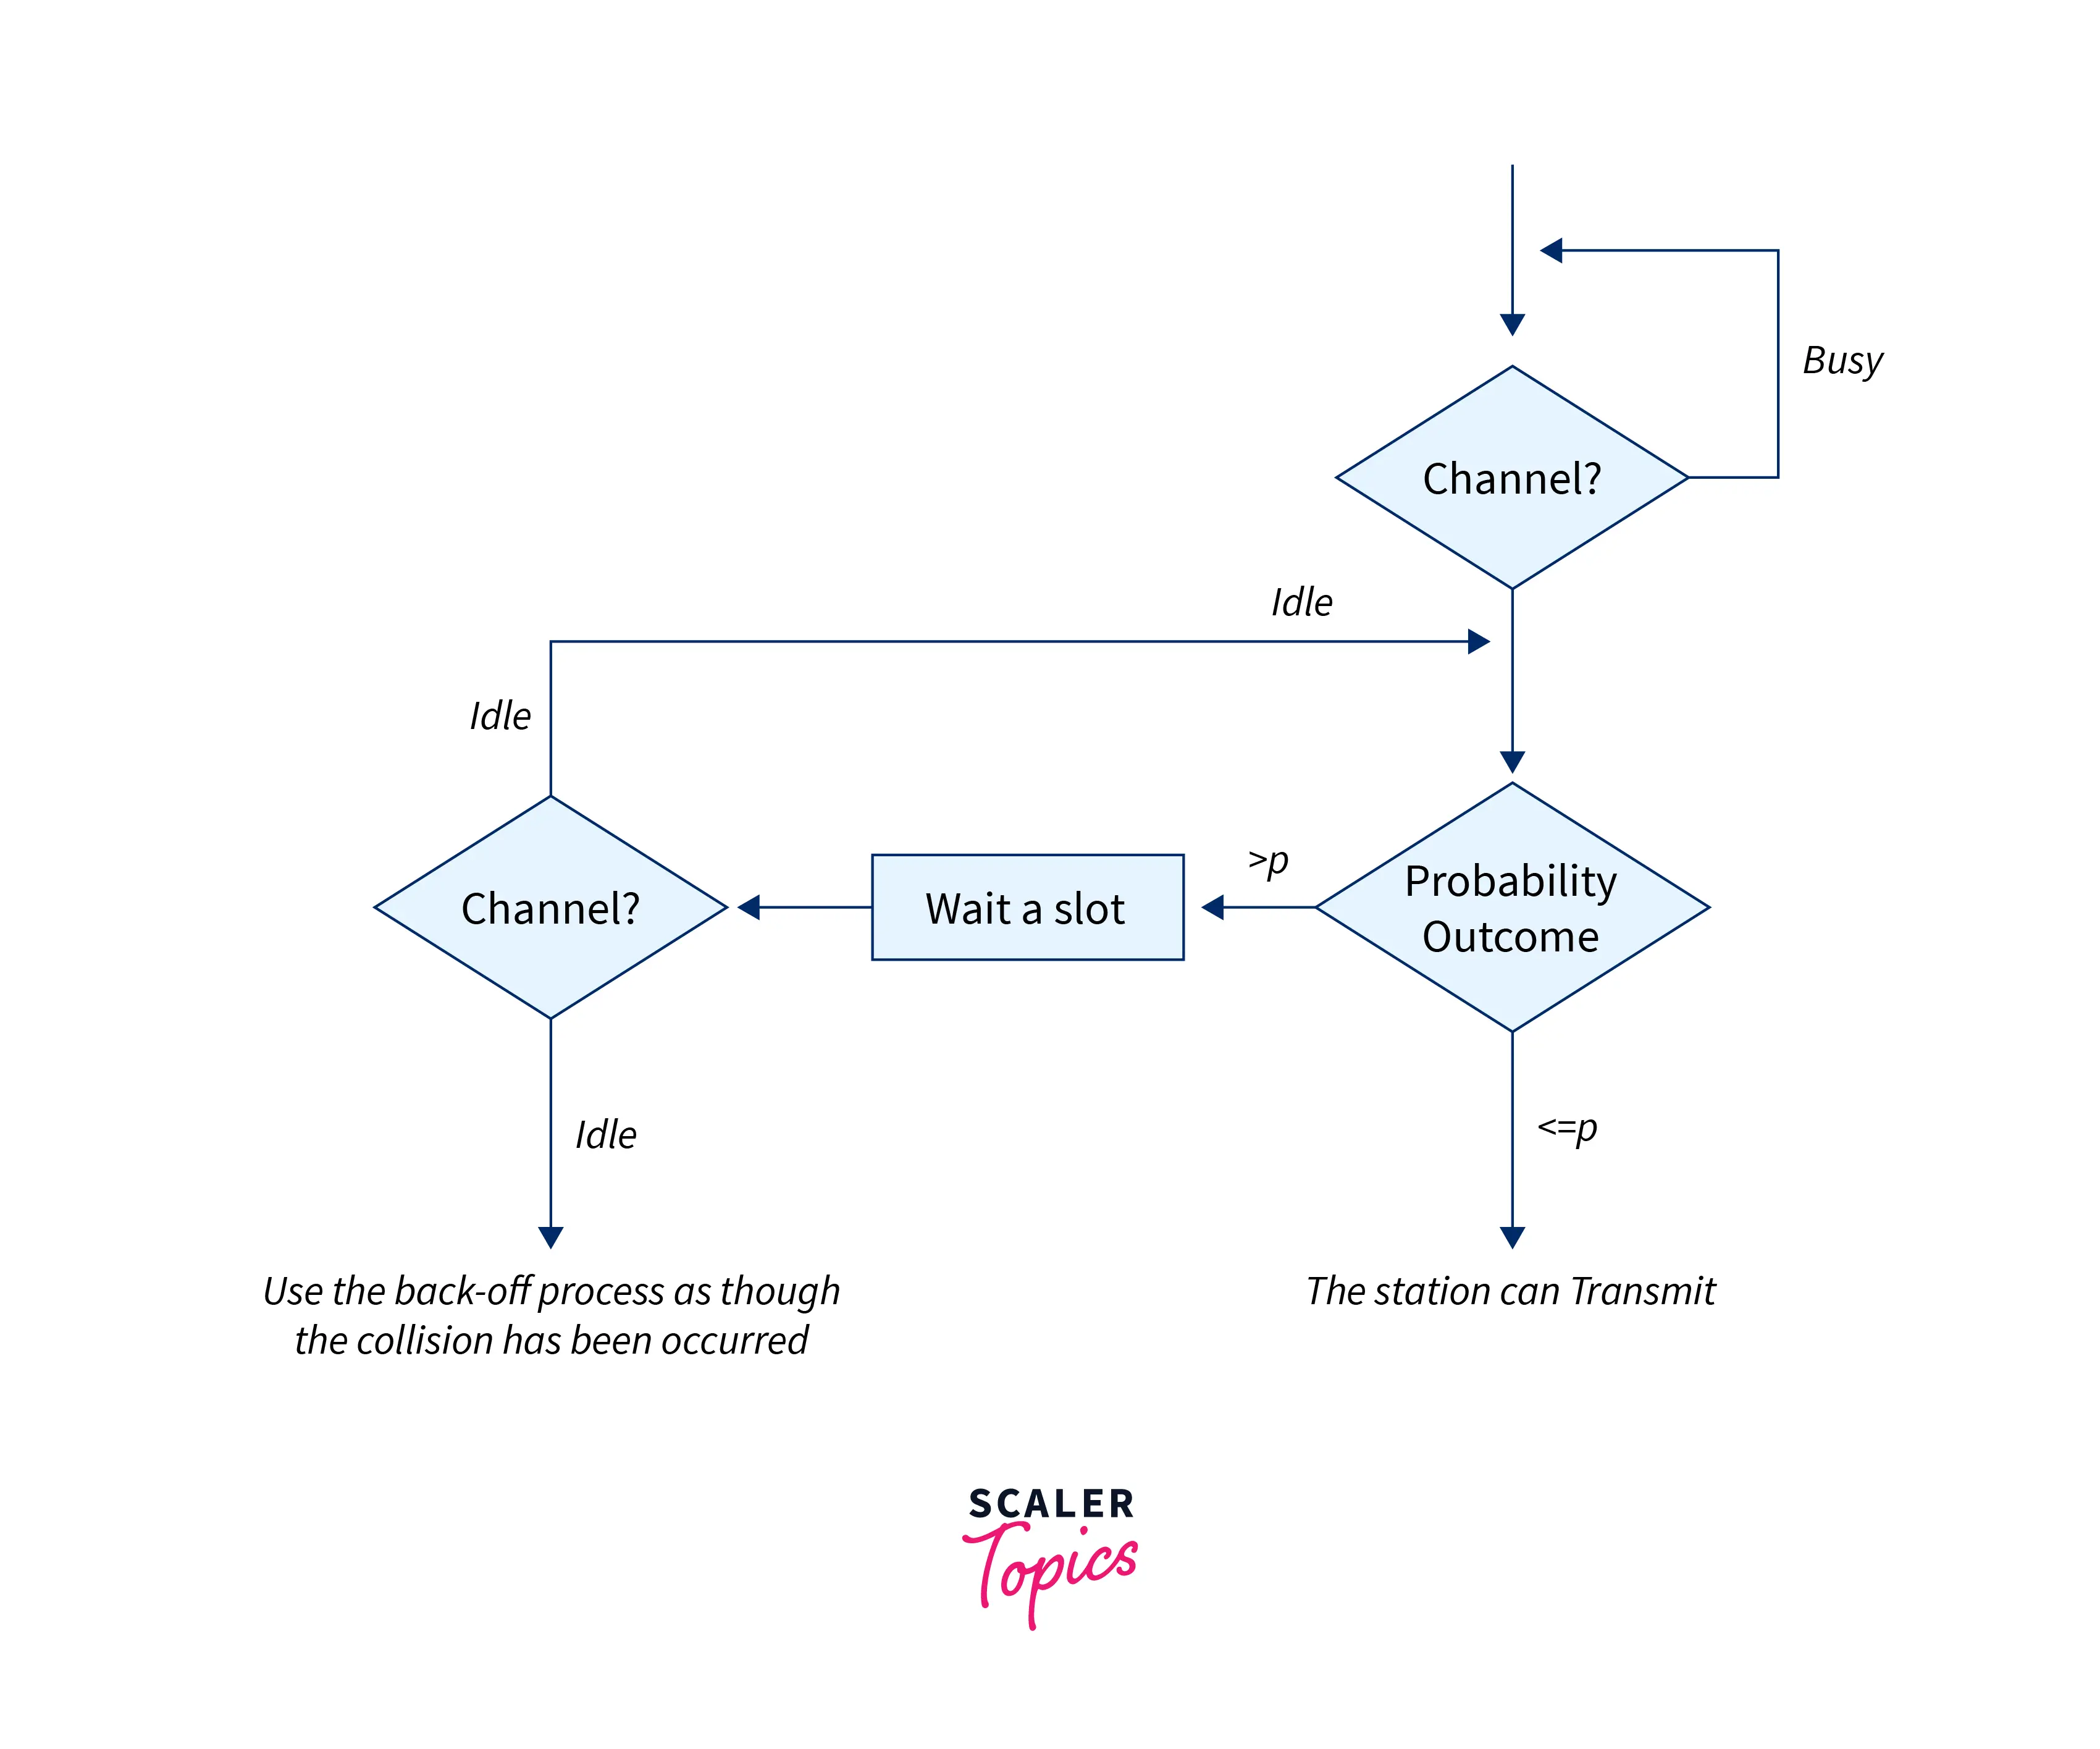 Busy
Channel?
Idle
Idle
Channel?
Wait a slot
>p
Probability
Outcome
Idle
<=p
Use the back-off process as though
the collision has been occurred
The station can Transmit
SCALER
Topics